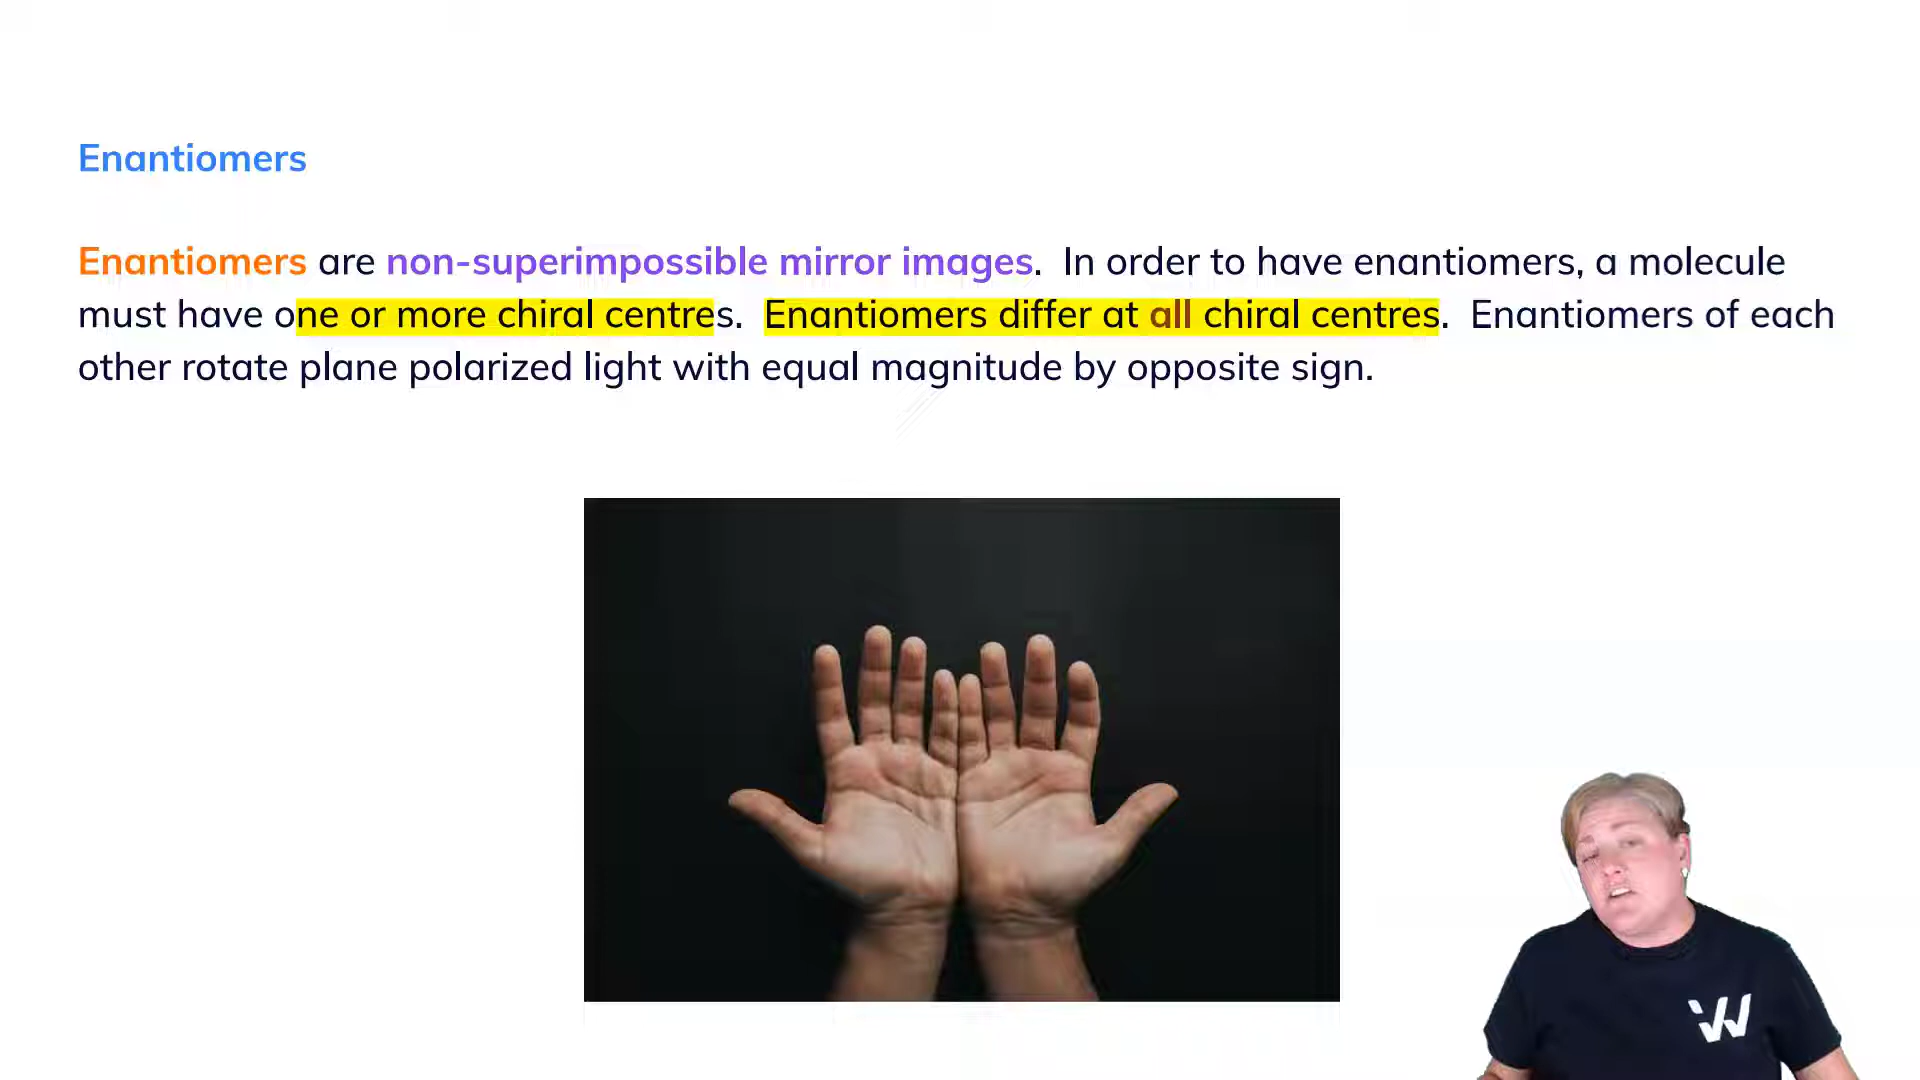 Enantiomers
Enantiomers are non-superimpossible mirror images. In order to have enantiomers, a molecule
must have one or more chiral centres. Enantiomers differ at all chiral centres. Enantiomers of each
other rotate plane polarized light with equal magnitude by opposite sign.
W